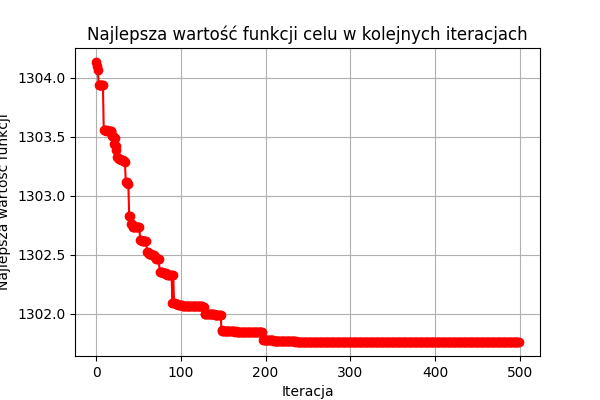 Najlepsza wartość funkcji celu w kolejnych iteracjach
Najlepsza wartość funkcji
1304.0
1303.5
1303.0
1302.5
1302.0
0 100 200 300 400 500
Iteracja